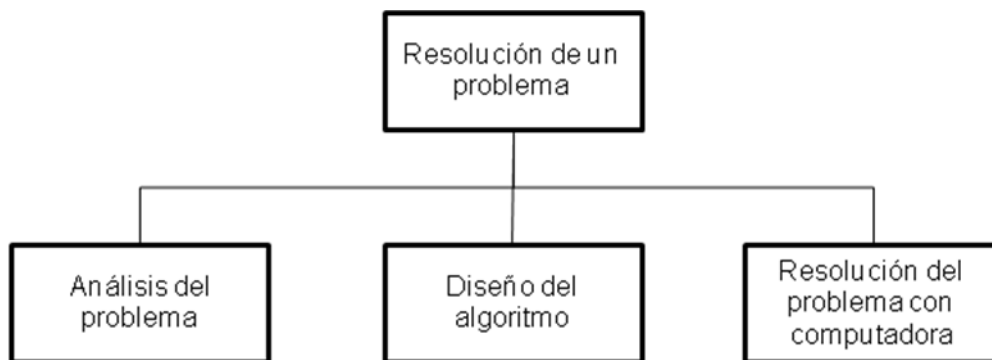 Resolución de un
problema
Análisis del
problema
Diseño del
algoritmo
Resolución del
problema con
computadora